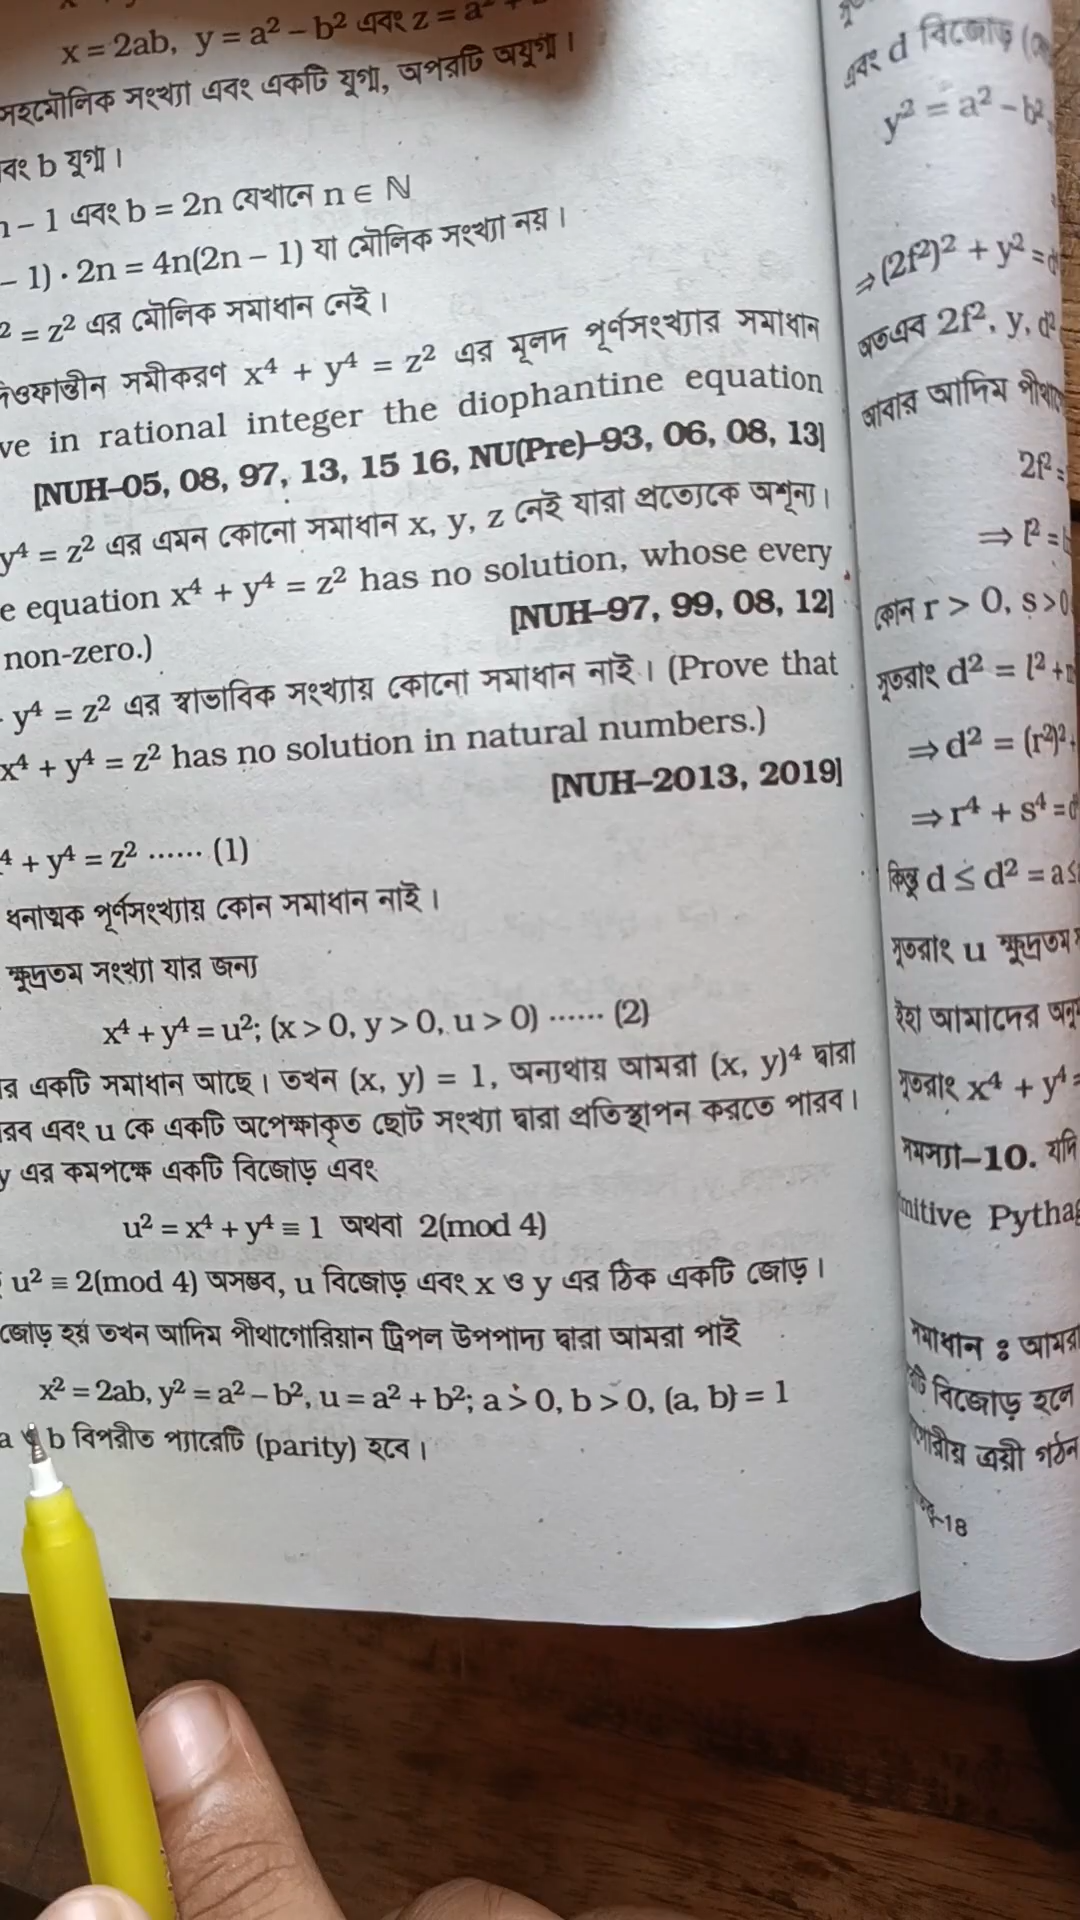 x = 2ab, y = a² – b² এবং z = a²
সহমৌলিক সংখ্যা এবং একটি যুগ্ম, অপরটি অযুগ্ম।
b যুগ্ম।
– 1 এবং b = 2n যেখানে n ∈ ℕ
– 1) · 2n = 4n(2n – 1) যা মৌলিক সংখ্যা নয়।
² = z² এর মৌলিক সমাধান নেই।
সমীকরণ x⁴ + y⁴ = z² এর মূলদ পূর্ণসংখ্যার সমাধান
ve in rational integer the diophantine equation
[NUH–05, 08, 97, 13, 15 16, NU(Pre)–93, 06, 08, 13]
y⁴ = z² এর এমন কোনো সমাধান x, y, z নেই যারা প্রত্যেকে অশূন্য।
e equation x⁴ + y⁴ = z² has no solution, whose every
[NUH–97, 99, 08, 12]
non-zero.)
y⁴ = z² এর স্বাভাবিক সংখ্যায় কোনো সমাধান নাই। (Prove that
x⁴ + y⁴ = z² has no solution in natural numbers.)
[NUH–2013, 2019]
⁴ + y⁴ = z² ...... (1)
ধনাত্মক পূর্ণসংখ্যায় কোন সমাধান নাই।
ক্ষুদ্রতম সংখ্যা যার জন্য
x⁴ + y⁴ = u²; (x > 0, y > 0, u > 0) ...... (2)
র একটি সমাধান আছে। তখন (x, y) = 1, অন্যথায় আমরা (x, y)⁴ দ্বারা
রব এবং u কে একটি অপেক্ষাকৃত ছোট সংখ্যা দ্বারা প্রতিস্থাপন করতে পারব।
y এর কমপক্ষে একটি বিজোড় এবং
u² = x⁴ + y⁴ ≡ 1 অথবা 2(mod 4)
u² ≡ 2(mod 4) অসম্ভব, u বিজোড় এবং x ও y এর ঠিক একটি জোড়।
জোড় হয় তখন আদিম পীথাগোরিয়ান ট্রিপল উপপাদ্য দ্বারা আমরা পাই
x² = 2ab, y² = a² – b², u = a² + b²; a > 0, b > 0, (a, b) = 1
a ও b বিপরীত প্যারেটি (parity) হবে।
এবং d বিজোড়
y² = a² – b²
⇒ (2f²)² + y² =
অতএব 2f², y, d²
আবার আদিম
2f² =
⇒ l² =
কোন r > 0, s > 0
সুতরাং d² = l² +
⇒ d² = (r²)²
⇒ r⁴ + s⁴ =
কিন্তু d ≤ d² = a ≤
সুতরাং u ক্ষুদ্রতম
ইহা আমাদের
সুতরাং x⁴ + y⁴
সমস্যা–10. যদি
mitive Pythag
সমাধান ঃ আমরা
বিজোড় হলে
ত্রয়ী গঠন
–18